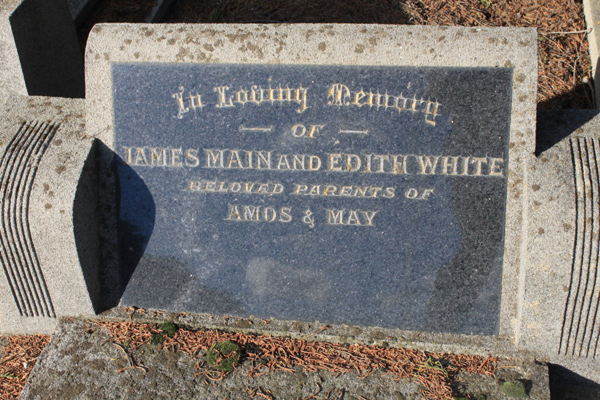 In Loving Memory
— OF —
JAMES MAIN AND EDITH WHITE
BELOVED PARENTS OF
AMOS & MAY